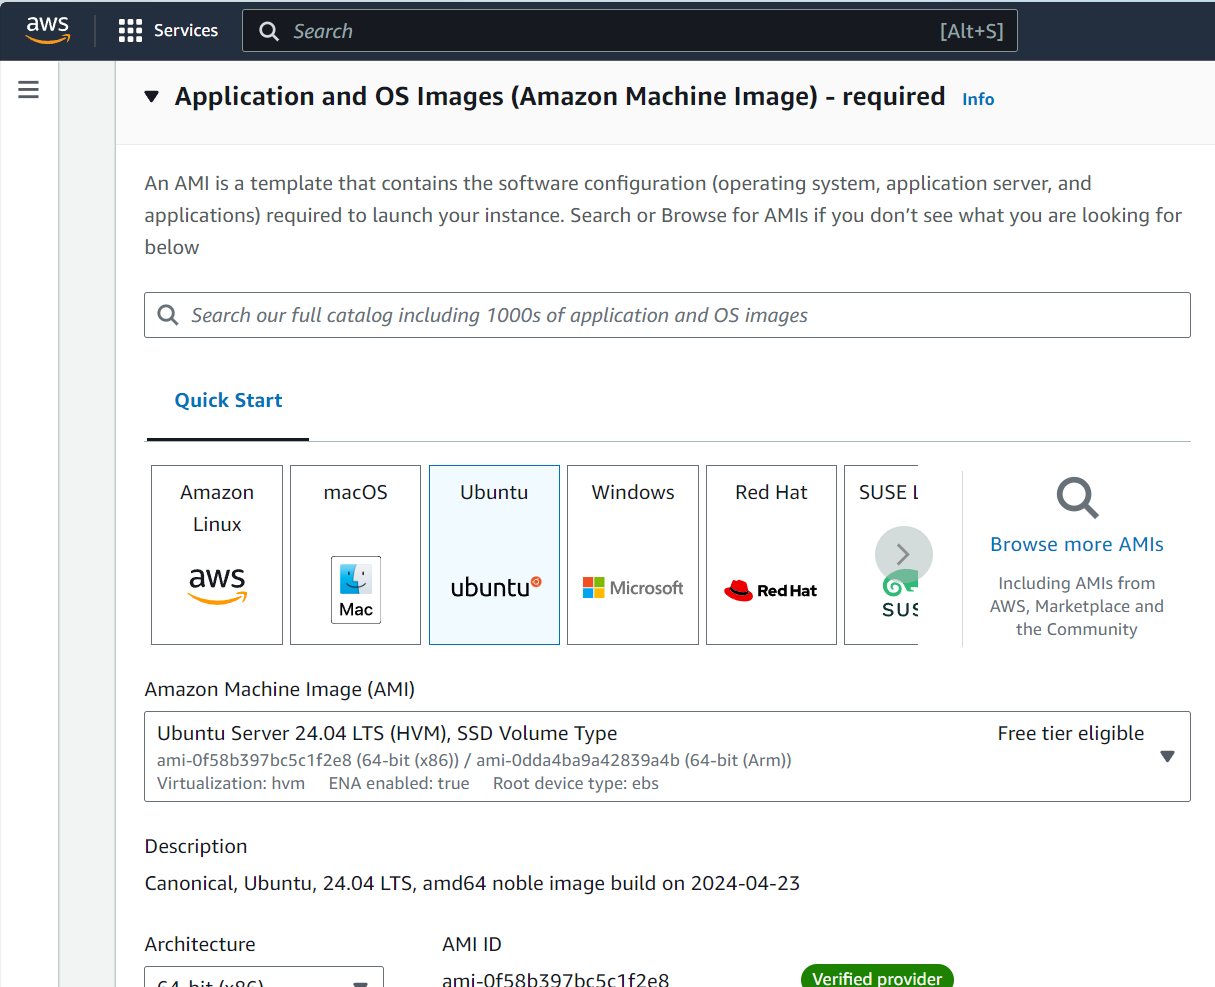 aws
Services
Search
[Alt+S]
Application and OS Images (Amazon Machine Image) - required Info
An AMI is a template that contains the software configuration (operating system, application server, and
applications) required to launch your instance. Search or Browse for AMIs if you don’t see what you are looking for
below
Search our full catalog including 1000s of application and OS images
Quick Start
Amazon
Linux
aws
macOS
Mac
Ubuntu
ubuntu
Windows
Microsoft
Red Hat
Red Hat
SUSE L
SUS
Browse more AMIs
Including AMIs from
AWS, Marketplace and
the Community
Amazon Machine Image (AMI)
Ubuntu Server 24.04 LTS (HVM), SSD Volume Type
Free tier eligible
ami-0f58b397bc5c1f2e8 (64-bit (x86)) / ami-0dda4ba9a42839a4b (64-bit (Arm))
Virtualization: hvm ENA enabled: true Root device type: ebs
Description
Canonical, Ubuntu, 24.04 LTS, amd64 noble image build on 2024-04-23
Architecture
AMI ID
64-bit (x86)
ami-0f58b397bc5c1f2e8
Verified provider